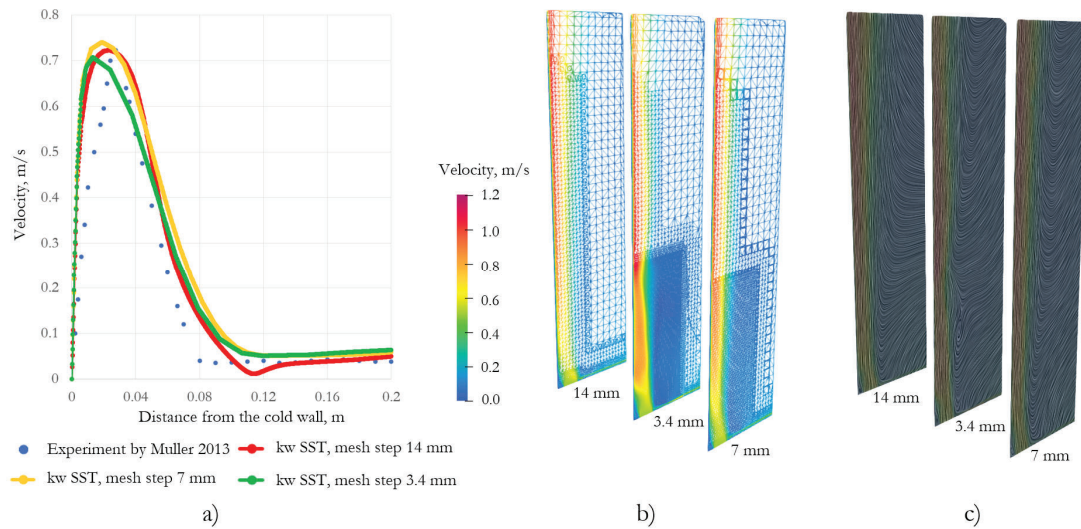 0.8
0.7
0.6
0.5
0.4
0.3
0.2
0.1
0
Velocity, m/s
0 0.04 0.08 0.12 0.16 0.2
Distance from the cold wall, m
Experiment by Muller 2013
kw SST, mesh step 14 mm
kw SST, mesh step 7 mm
kw SST, mesh step 3.4 mm
a)
Velocity, m/s
1.2
1.0
0.8
0.6
0.4
0.2
0.0
14 mm
3.4 mm
7 mm
b)
14 mm
3.4 mm
7 mm
c)